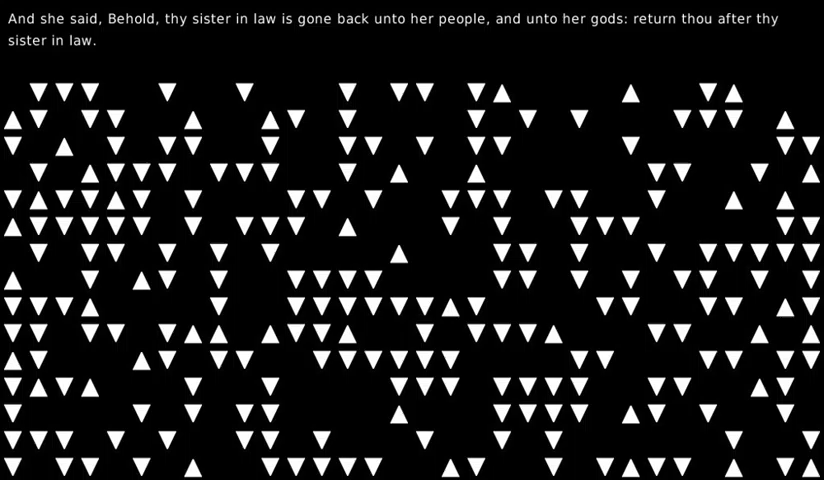 And she said, Behold, thy sister in law is gone back unto her people, and unto her gods: return thou after thy
sister in law.